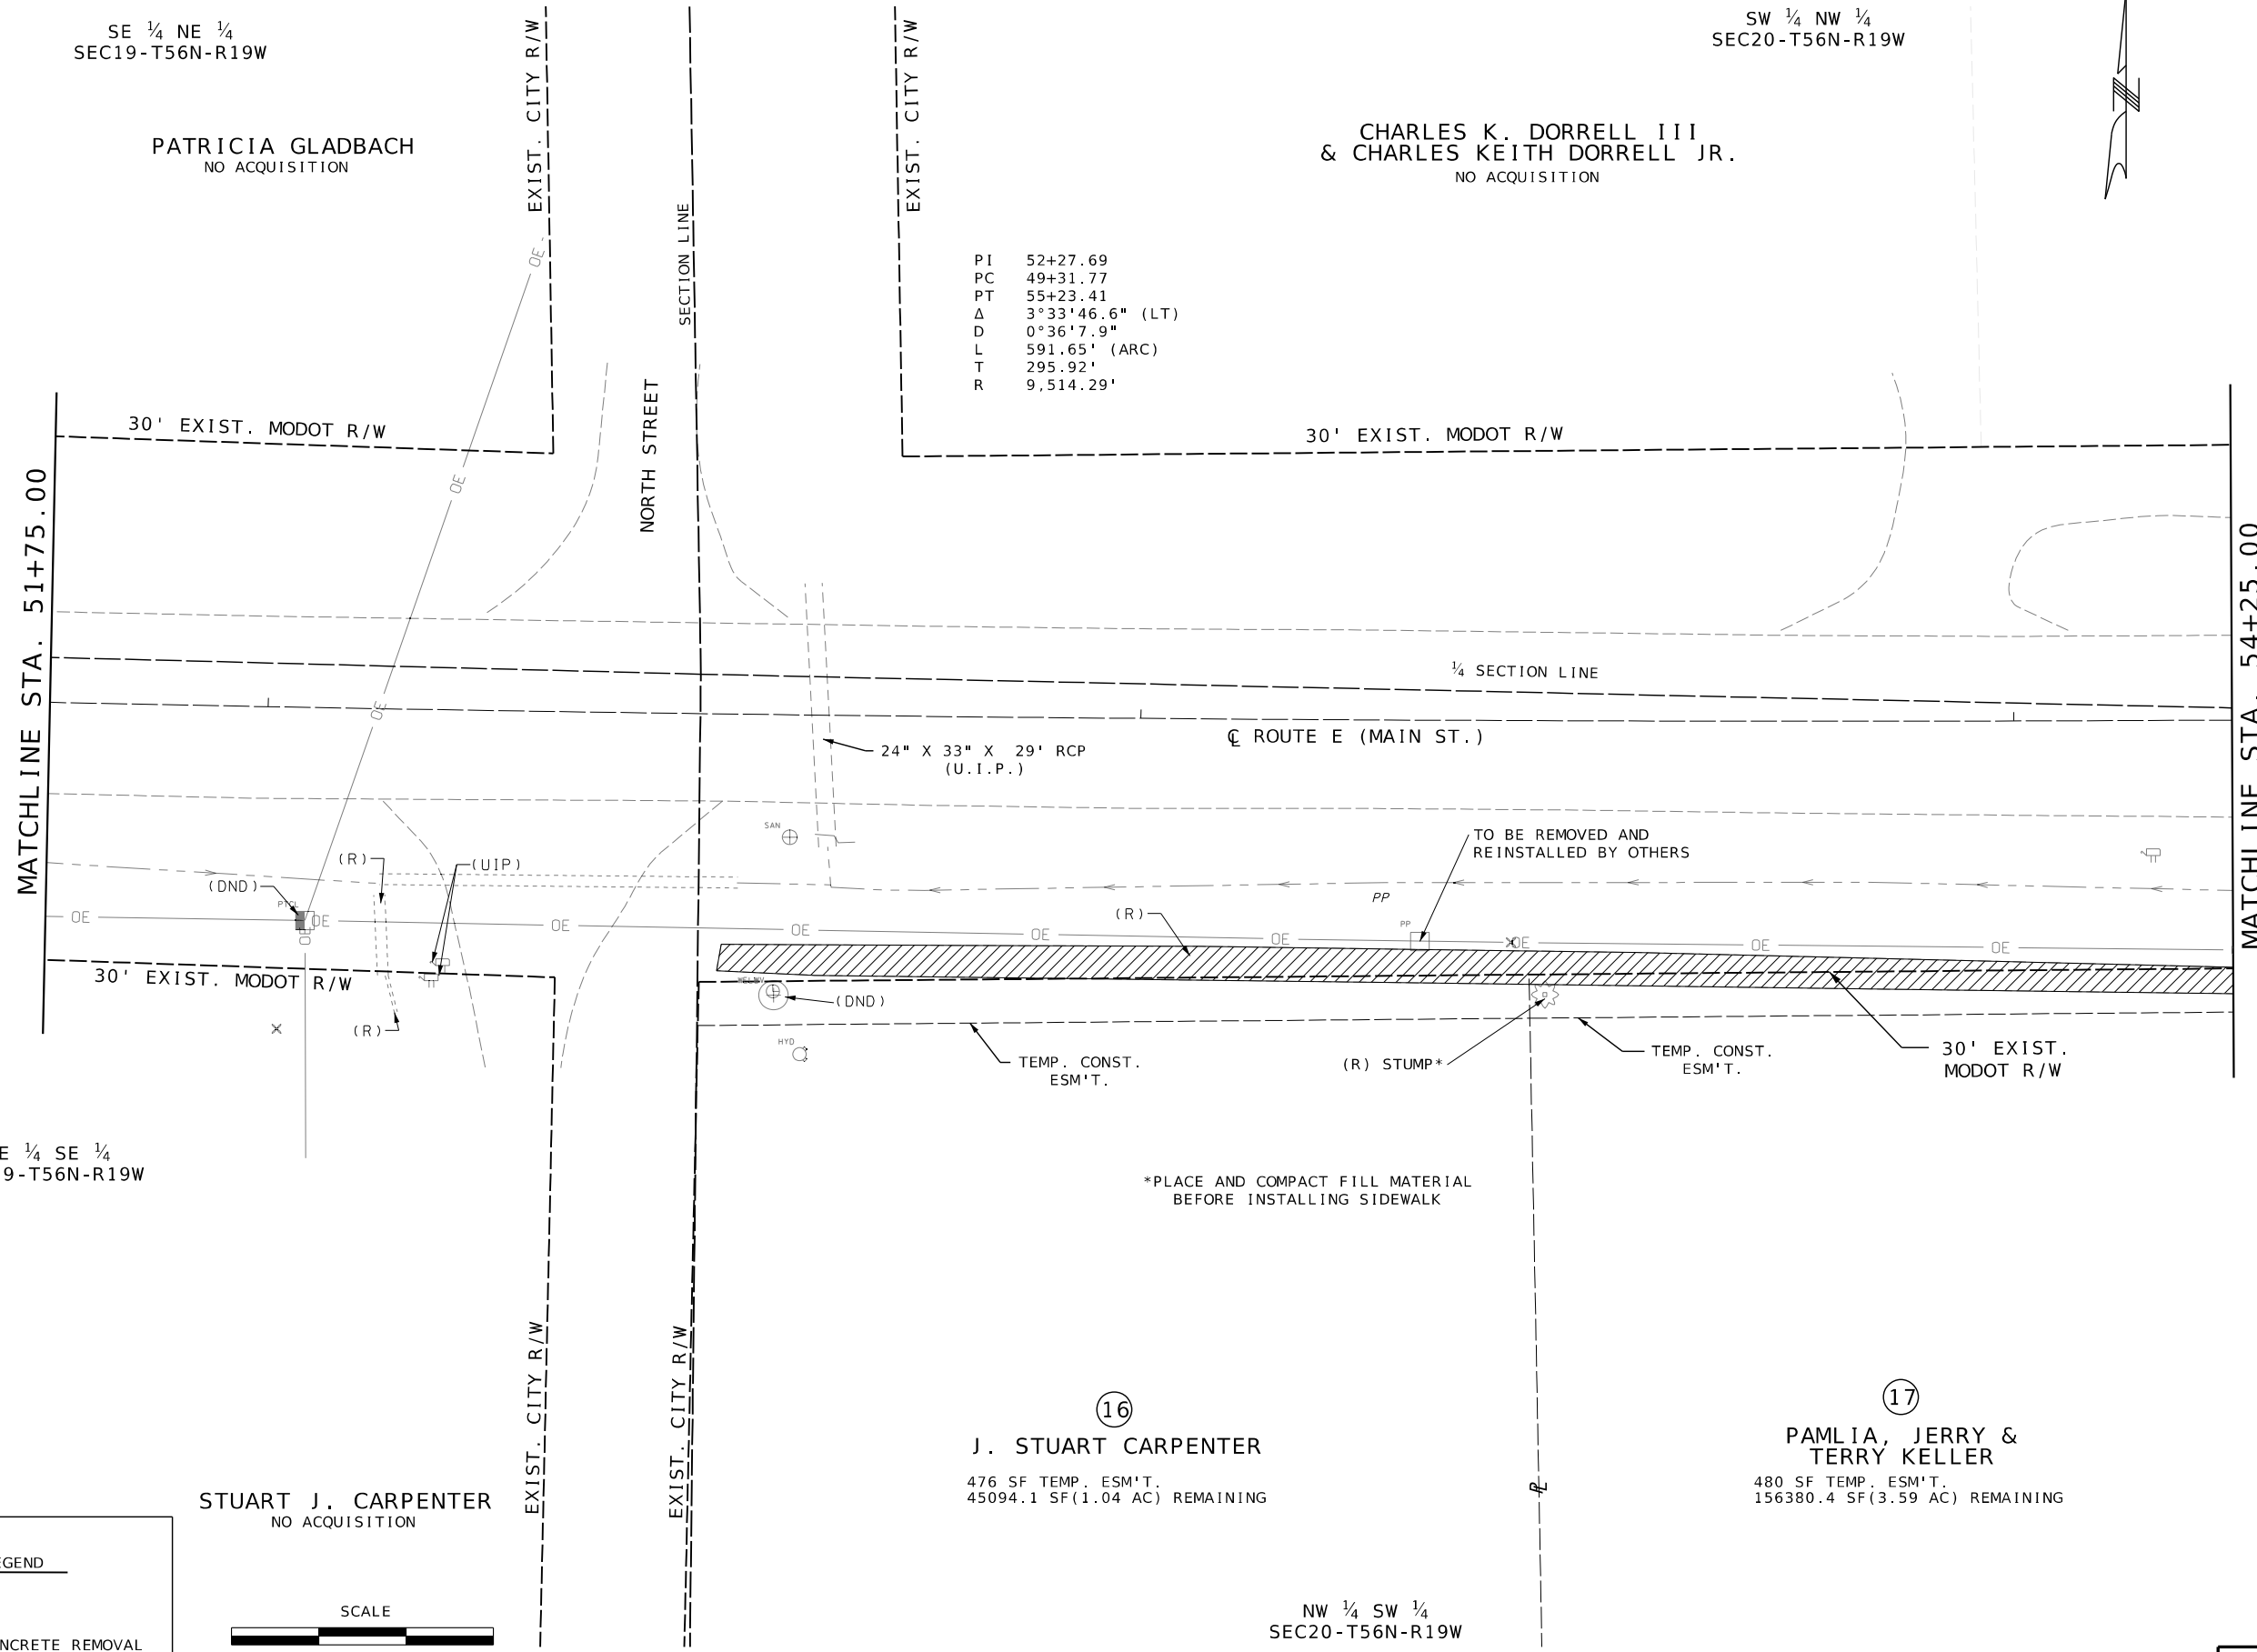 SE ¼ NE ¼
SEC19-T56N-R19W
PATRICIA GLADBACH
NO ACQUISITION
EXIST. CITY R/W
SECTION LINE
EXIST. CITY R/W
SW ¼ NW ¼
SEC20-T56N-R19W
N
CHARLES K. DORRELL III
& CHARLES KEITH DORRELL JR.
NO ACQUISITION
PI 52+27.69
PC 49+31.77
PT 55+23.41
Δ 3°33'46.6" (LT)
D 0°36'7.9"
L 591.65' (ARC)
T 295.92'
R 9,514.29'
30' EXIST. MODOT R/W
NORTH STREET
30' EXIST. MODOT R/W
OE
OE
OE
MATCHLINE STA. 51+75.00
MATCHLINE STA. 54+25.00
¼ SECTION LINE
℄ ROUTE E (MAIN ST.)
24" X 33" X 29' RCP
(U.I.P.)
SAN
TO BE REMOVED AND
REINSTALLED BY OTHERS
(R)
(UIP)
(DND)
PP
PP
(R)
OE
OE
OE
OE
OE
OE
OE
OE
OE
OE
30' EXIST. MODOT R/W
(R)
(DND)
HYD
TEMP. CONST.
ESM'T.
(R) STUMP*
TEMP. CONST.
ESM'T.
30' EXIST.
MODOT R/W
E ¼ SE ¼
9-T56N-R19W
*PLACE AND COMPACT FILL MATERIAL
BEFORE INSTALLING SIDEWALK
EXIST. CITY R/W
EXIST. CITY R/W
16
J. STUART CARPENTER
476 SF TEMP. ESM'T.
45094.1 SF(1.04 AC) REMAINING
PL
17
PAMLIA, JERRY &
TERRY KELLER
480 SF TEMP. ESM'T.
156380.4 SF(3.59 AC) REMAINING
STUART J. CARPENTER
NO ACQUISITION
EGEND
NCRETE REMOVAL
SCALE
NW ¼ SW ¼
SEC20-T56N-R19W